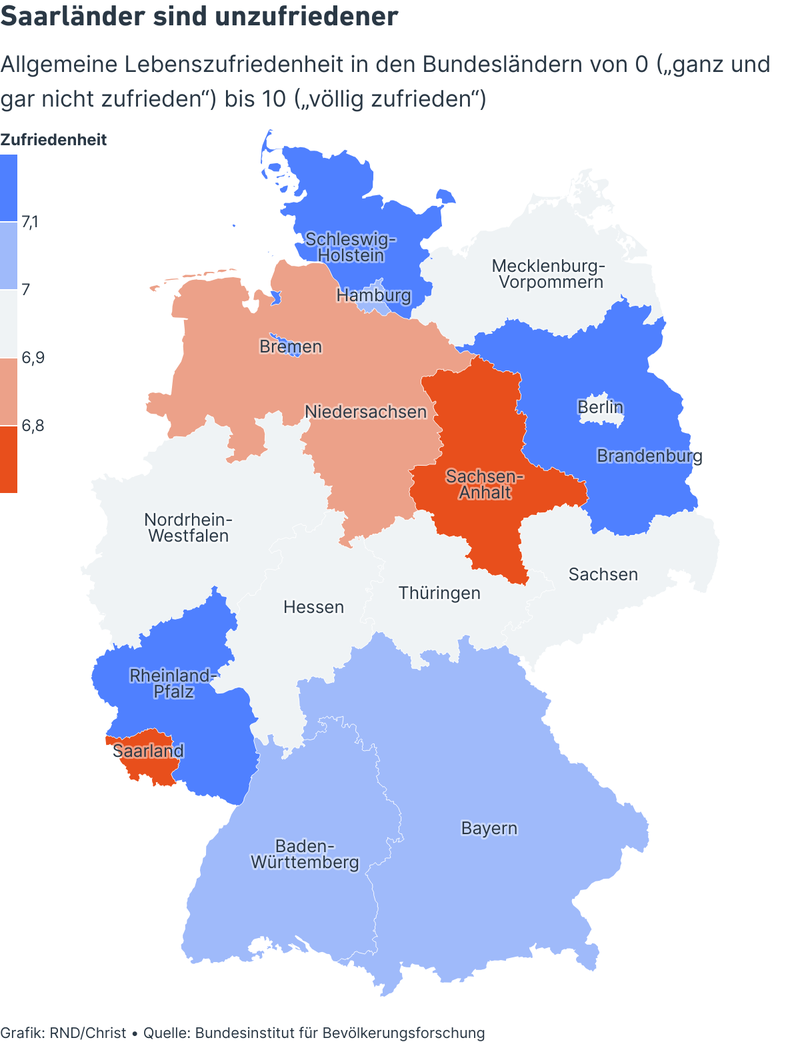 Saarländer sind unzufriedener
Allgemeine Lebenszufriedenheit in den Bundesländern von 0 („ganz und
gar nicht zufrieden“) bis 10 („völlig zufrieden“)
Zufriedenheit
7,1
7
6,9
6,8
Schleswig-
Holstein
Mecklenburg-
Vorpommern
Hamburg
Bremen
Niedersachsen
Berlin
Brandenburg
Sachsen-
Anhalt
Nordrhein-
Westfalen
Sachsen
Thüringen
Hessen
Rheinland-
Pfalz
Saarland
Bayern
Baden-
Württemberg
Grafik: RND/Christ • Quelle: Bundesinstitut für Bevölkerungsforschung